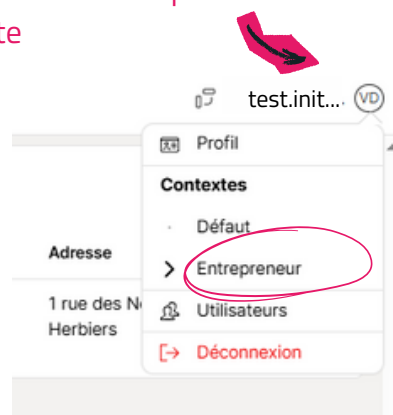 te
test.init...
VD
Profil
Contextes
Défaut
Adresse
Entrepreneur
1 rue des N
Herbiers
Utilisateurs
Déconnexion